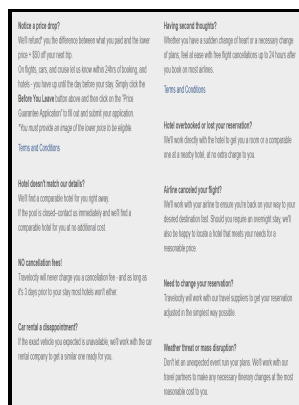 Notice a price drop?
We'll refund* you the difference between what you paid and the lower
price + $50 off your next trip.
On flights, cars, and cruise let us know within 24hrs of booking, and
hotels - you have up until the day before your stay. Simply click the
Before You Leave button above and then click on the "Price
Guarantee Application" to fill out and submit your application.
*You must provide an image of the lower price to be eligible.
Terms and Conditions
Hotel doesn't match our details?
We'll find a comparable hotel for you right away.
If the pool is closed--contact us immediately and we'll find a
comparable hotel for you at no additional cost.
NO cancellation fees!
Travelocity will never charge you a cancellation fee - and as long as
it's 3 days prior to your stay most hotels won't either.
Car rental a disappointment?
If the exact vehicle you expected is unavailable, we'll work with the car
rental company to get a similar one ready for you.
Having second thoughts?
Whether you have a sudden change of heart or a necessary change
of plans, feel at ease with free flight cancellations up to 24 hours after
you book on most airlines.
Terms and Conditions
Hotel overbooked or lost your reservation?
We'll work directly with the hotel to get you a room or a comparable
one at a nearby hotel, at no extra charge to you.
Airline canceled your flight?
We'll work with your airline to ensure you're back on your way to your
desired destination fast. Should you require an overnight stay, we'll
also be happy to locate a hotel that meets your needs for a
reasonable price.
Need to change your reservation?
Travelocity will work with our travel suppliers to get your reservation
adjusted in the simplest way possible.
Weather threat or mass disruption?
Don't let an unexpected event ruin your plans. We'll work with our
travel partners to make any necessary itinerary changes at the most
reasonable cost to you.